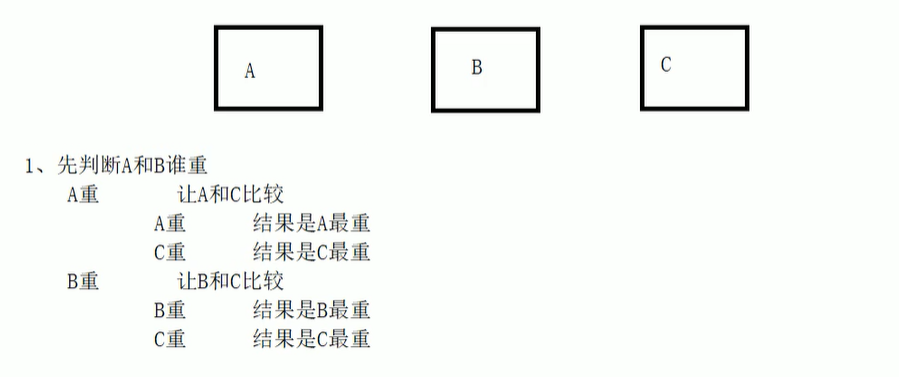 A B C
1、先判断A和B谁重
A重 让A和C比较
A重 结果是A最重
C重 结果是C最重
B重 让B和C比较
B重 结果是B最重
C重 结果是C最重